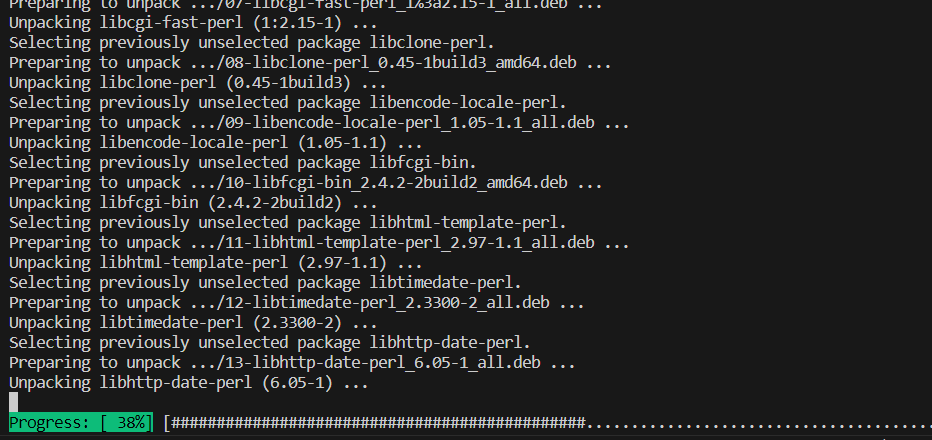 Preparing to unpack .../07-libcgi-fast-perl_1%3a2.15-1_all.deb ...
Unpacking libcgi-fast-perl (1:2.15-1) ...
Selecting previously unselected package libclone-perl.
Preparing to unpack .../08-libclone-perl_0.45-1build3_amd64.deb ...
Unpacking libclone-perl (0.45-1build3) ...
Selecting previously unselected package libencode-locale-perl.
Preparing to unpack .../09-libencode-locale-perl_1.05-1.1_all.deb ...
Unpacking libencode-locale-perl (1.05-1.1) ...
Selecting previously unselected package libfcgi-bin.
Preparing to unpack .../10-libfcgi-bin_2.4.2-2build2_amd64.deb ...
Unpacking libfcgi-bin (2.4.2-2build2) ...
Selecting previously unselected package libhtml-template-perl.
Preparing to unpack .../11-libhtml-template-perl_2.97-1.1_all.deb ...
Unpacking libhtml-template-perl (2.97-1.1) ...
Selecting previously unselected package libtimedate-perl.
Preparing to unpack .../12-libtimedate-perl_2.3300-2_all.deb ...
Unpacking libtimedate-perl (2.3300-2) ...
Selecting previously unselected package libhttp-date-perl.
Preparing to unpack .../13-libhttp-date-perl_6.05-1_all.deb ...
Unpacking libhttp-date-perl (6.05-1) ...
Progress: [ 38%] [##############################################.......................................